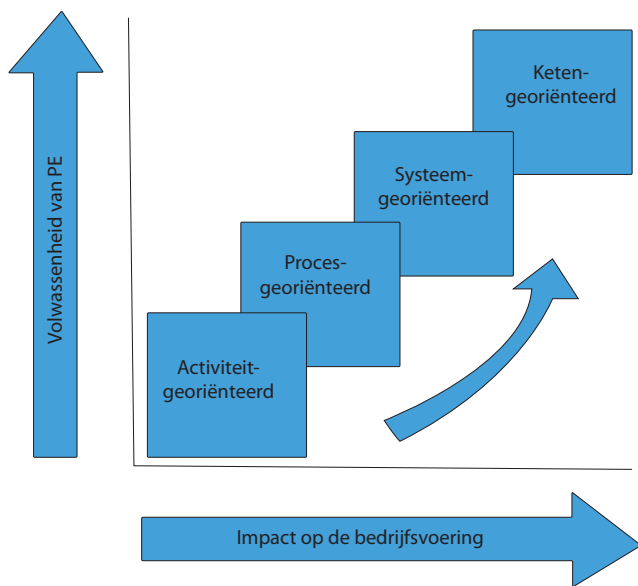 Keten-
georiënteerd
Systeem-
georiënteerd
Proces-
georiënteerd
Activiteit-
georiënteerd
Volwassenheid van PE
Impact op de bedrijfsvoering